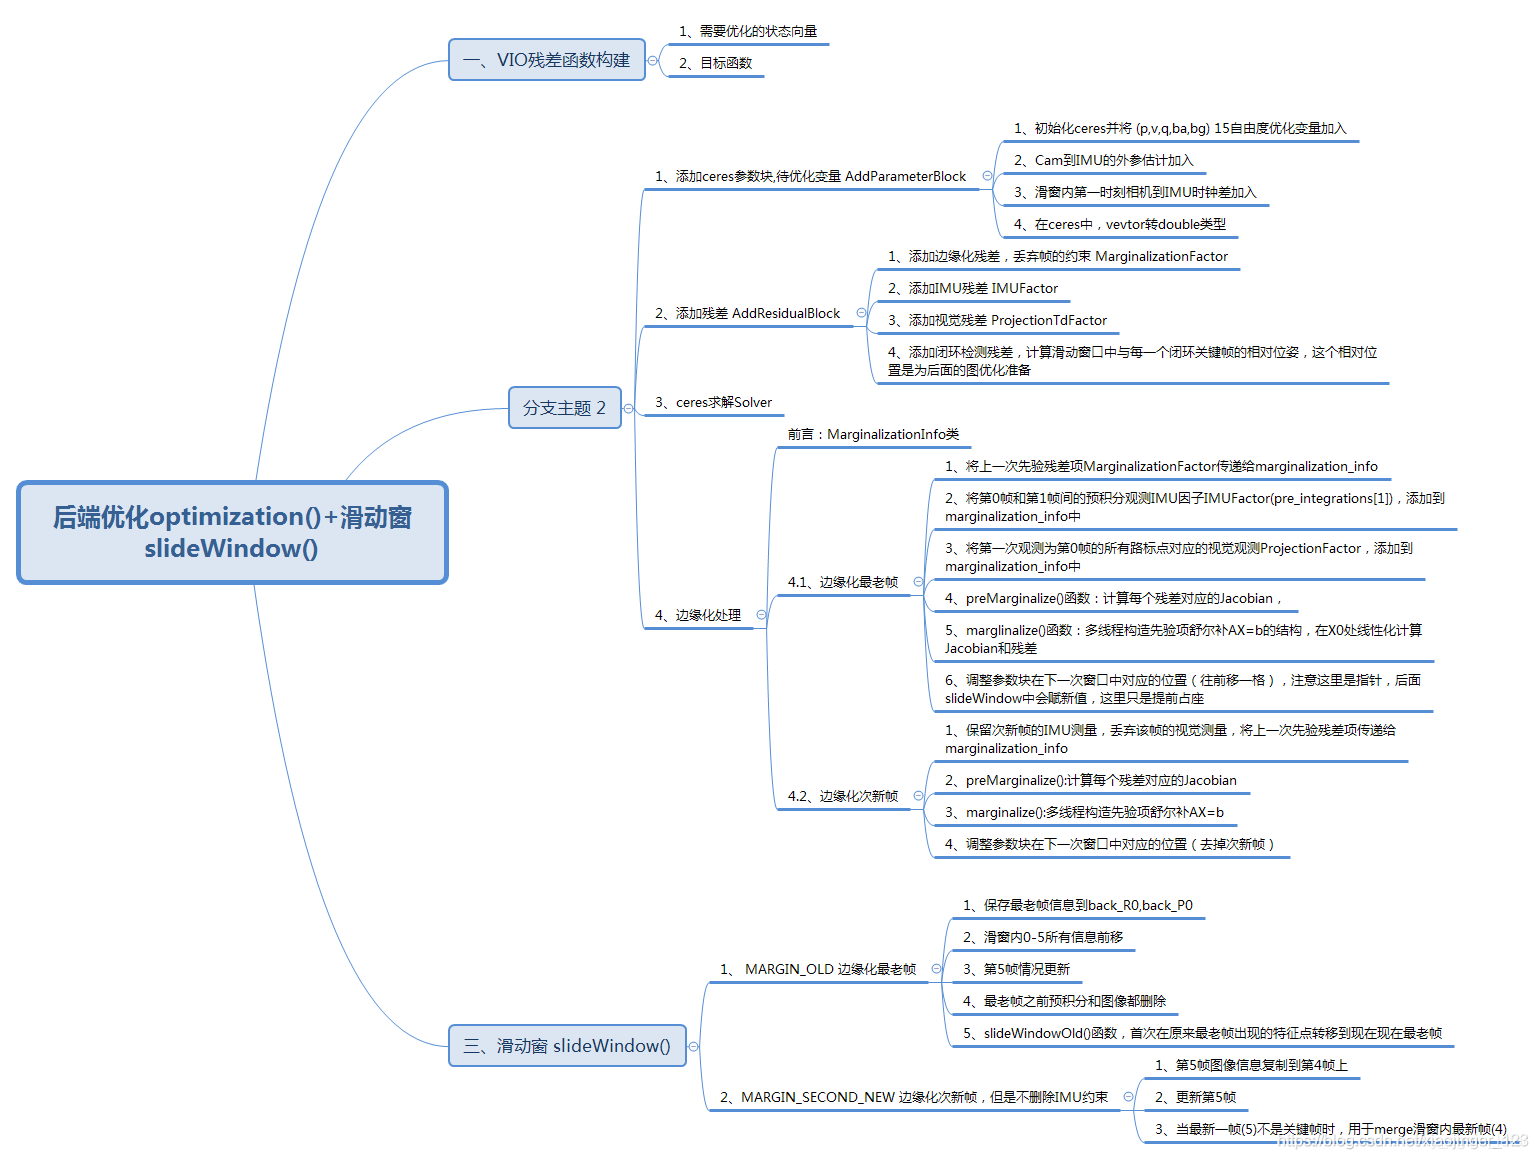 一、VIO残差函数构建
1、需要优化的状态向量
2、目标函数
后端优化optimization()+滑动窗
slideWindow()
分支主题 2
1、添加ceres参数块,待优化变量 AddParameterBlock
1、初始化ceres并将 (p,v,q,ba,bg) 15自由度优化变量加入
2、Cam到IMU的外参估计加入
3、滑窗内第一时刻相机到IMU时钟差加入
4、在ceres中，vevtor转double类型
2、添加残差 AddResidualBlock
1、添加边缘化残差，丢弃帧的约束 MarginalizationFactor
2、添加IMU残差 IMUFactor
3、添加视觉残差 ProjectionTdFactor
4、添加闭环检测残差，计算滑动窗口中与每一个闭环关键帧的相对位姿，这个相对位
置是为后面的图优化准备
3、ceres求解Solver
4、边缘化处理
前言：MarginalizationInfo类
4.1、边缘化最老帧
1、将上一次先验残差项MarginalizationFactor传递给marginalization_info
2、将第0帧和第1帧间的预积分观测IMU因子IMUFactor(pre_integrations[1])，添加到
marginalization_info中
3、将第一次观测为第0帧的所有路标点对应的视觉观测ProjectionFactor，添加到
marginalization_info中
4、preMarginalize()函数：计算每个残差对应的Jacobian，
5、marglinalize()函数：多线程构造先验项舒尔补AX=b的结构，在X0处线性化计算
Jacobian和残差
6、调整参数块在下一次窗口中对应的位置（往前移一格），注意这里是指针，后面
slideWindow中会赋新值，这里只是提前占座
4.2、边缘化次新帧
1、保留次新帧的IMU测量，丢弃该帧的视觉测量，将上一次先验残差项传递给
marginalization_info
2、preMarginalize():计算每个残差对应的Jacobian
3、marginalize():多线程构造先验项舒尔补AX=b
4、调整参数块在下一次窗口中对应的位置（去掉次新帧）
三、滑动窗 slideWindow()
1、 MARGIN_OLD 边缘化最老帧
1、保存最老帧信息到back_R0,back_P0
2、滑窗内0-5所有信息前移
3、第5帧情况更新
4、最老帧之前预积分和图像都删除
5、slideWindowOld()函数，首次在原来最老帧出现的特征点转移到现在现在最老帧
2、MARGIN_SECOND_NEW 边缘化次新帧，但是不删除IMU约束
1、第5帧图像信息复制到第4帧上
2、更新第5帧
3、当最新一帧(5)不是关键帧时，用于merge滑窗内最新帧(4)